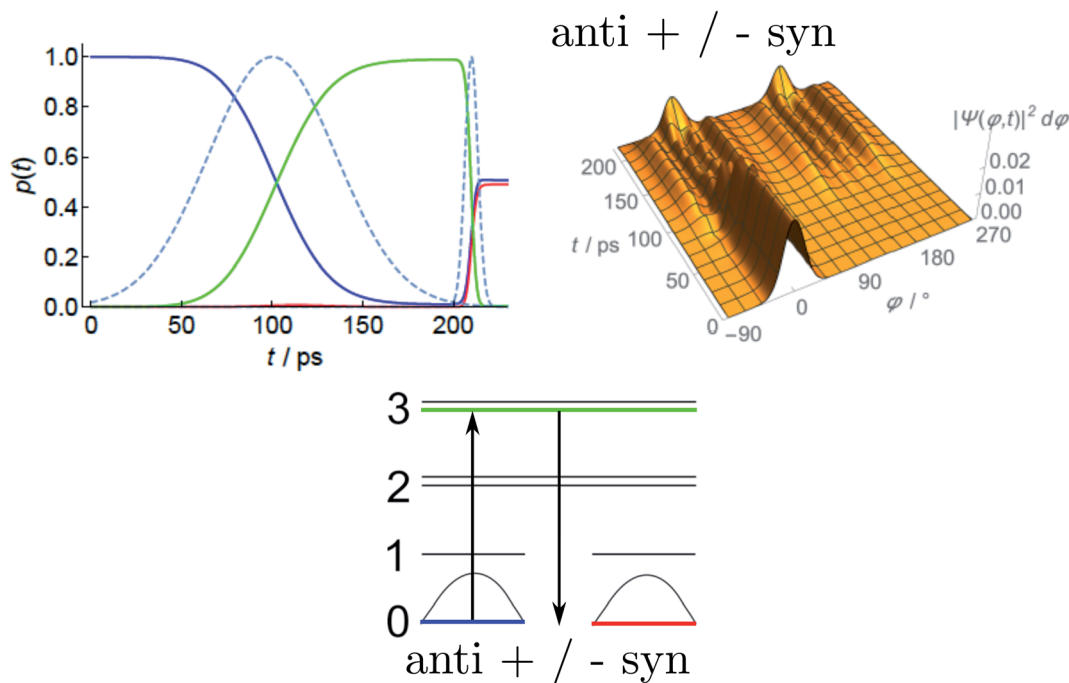 anti + / - syn
1.0
0.8
0.6
0.4
0.2
0.0
p(t)
0 50 100 150 200
t / ps
|Ψ(φ,t)|² dφ
0.02
0.01
0.00
200
150
100
50
0
t / ps
-90 0 90 180 270
φ / °
3
2
1
0
anti + / - syn